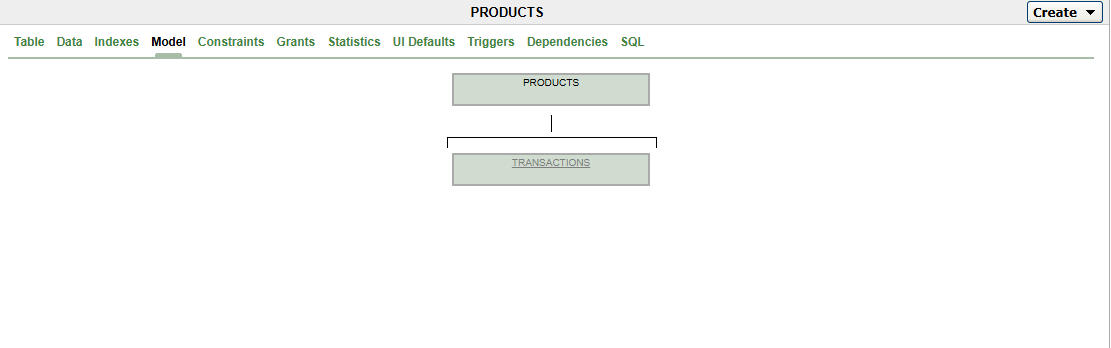 PRODUCTS
Create
Table Data Indexes Model Constraints Grants Statistics UI Defaults Triggers Dependencies SQL
PRODUCTS
TRANSACTIONS